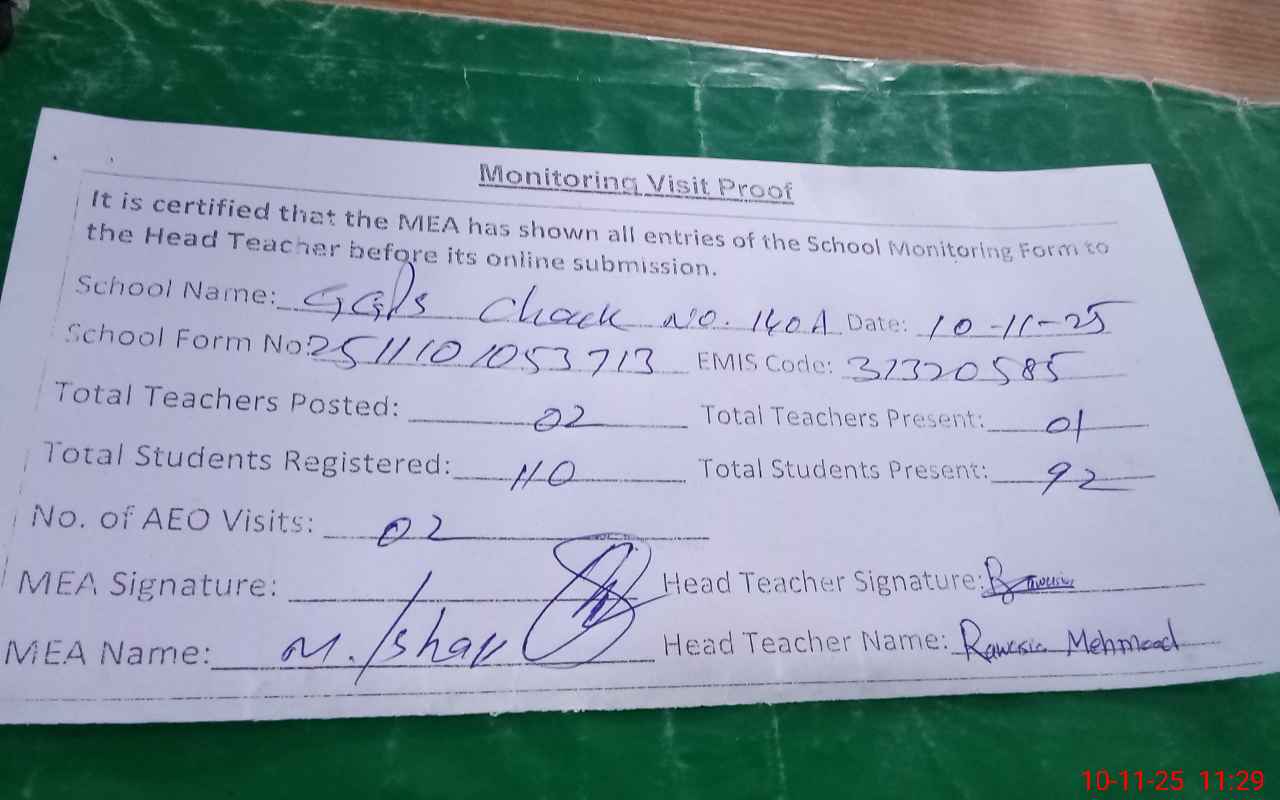 Monitoring Visit Proof
It is certified that the MEA has shown all entries of the School Monitoring Form to
the Head Teacher before its online submission.
School Name: GGPS Chack No. 140A Date: 10-11-25
School Form No: 2511101053713 EMIS Code: 31320585
Total Teachers Posted: 02 Total Teachers Present: 01
Total Students Registered: 110 Total Students Present: 92
No. of AEO Visits: 02
MEA Signature: Head Teacher Signature:
MEA Name: M. Ishaq Head Teacher Name: Mehmood
10-11-25 11:29